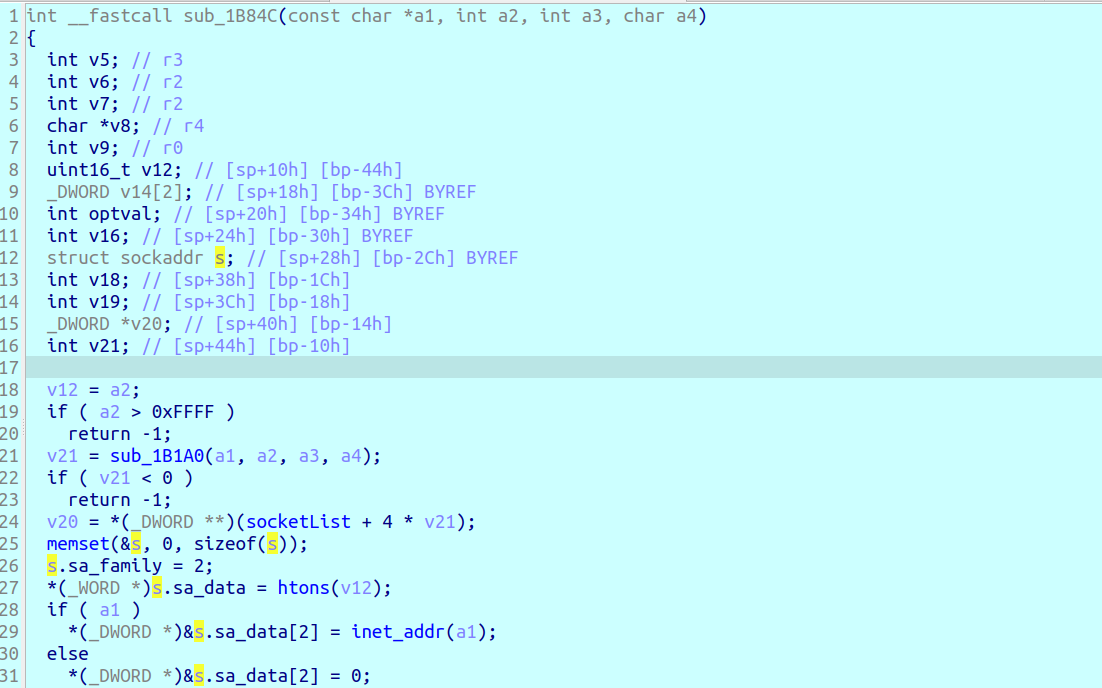 1 int __fastcall sub_1B84C(const char *a1, int a2, int a3, char a4)
2 {
3 int v5; // r3
4 int v6; // r2
5 int v7; // r2
6 char *v8; // r4
7 int v9; // r0
8 uint16_t v12; // [sp+10h] [bp-44h]
9 _DWORD v14[2]; // [sp+18h] [bp-3Ch] BYREF
10 int optval; // [sp+20h] [bp-34h] BYREF
11 int v16; // [sp+24h] [bp-30h] BYREF
12 struct sockaddr s; // [sp+28h] [bp-2Ch] BYREF
13 int v18; // [sp+38h] [bp-1Ch]
14 int v19; // [sp+3Ch] [bp-18h]
15 _DWORD *v20; // [sp+40h] [bp-14h]
16 int v21; // [sp+44h] [bp-10h]
17
18 v12 = a2;
19 if ( a2 > 0xFFFF )
20 return -1;
21 v21 = sub_1B1A0(a1, a2, a3, a4);
22 if ( v21 < 0 )
23 return -1;
24 v20 = *(_DWORD **)(socketList + 4 * v21);
25 memset(&s, 0, sizeof(s));
26 s.sa_family = 2;
27 *(_WORD *)s.sa_data = htons(v12);
28 if ( a1 )
29 *(_DWORD *)&s.sa_data[2] = inet_addr(a1);
30 else
31 *(_DWORD *)&s.sa_data[2] = 0;